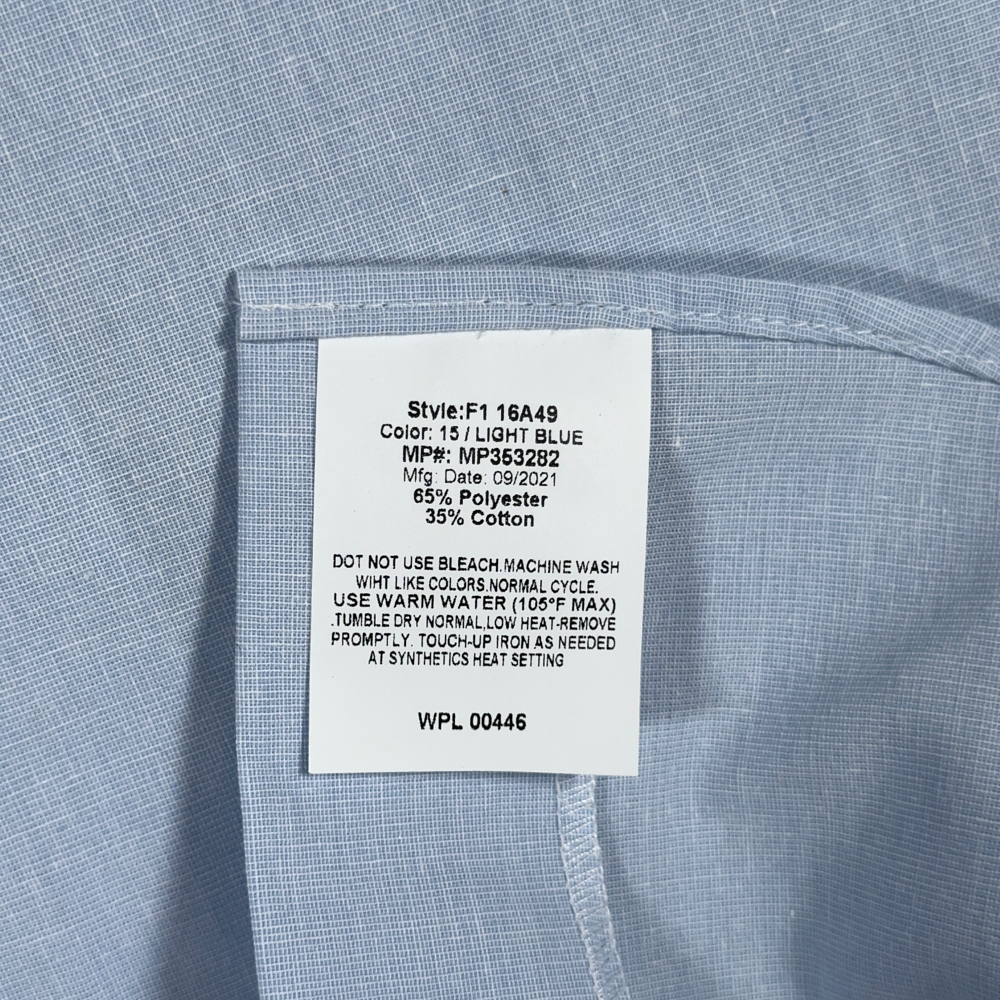 Style:F1 16A49
Color: 15 / LIGHT BLUE
MP#: MP353282
Mfg: Date: 09/2021
65% Polyester
35% Cotton
DOT NOT USE BLEACH.MACHINE WASH
WIHT LIKE COLORS.NORMAL CYCLE.
USE WARM WATER (105°F MAX)
.TUMBLE DRY NORMAL,LOW HEAT-REMOVE
PROMPTLY. TOUCH-UP IRON AS NEEDED
AT SYNTHETICS HEAT SETTING
WPL 00446